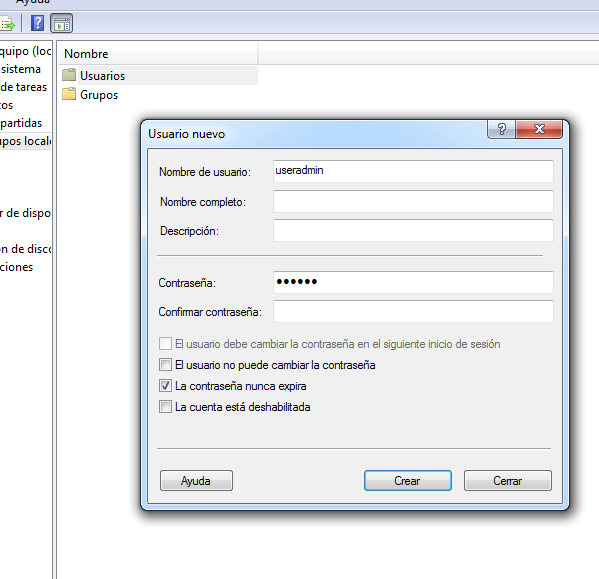 Ayuda
quipo (loc
sistema
de tareas
os
partidas
upos locale
r de dispo
ón de disco
ciones
Nombre
Usuarios
Grupos
Usuario nuevo
Nombre de usuario: useradmin
Nombre completo:
Descripción:
Contraseña: ••••••
Confirmar contraseña:
El usuario debe cambiar la contraseña en el siguiente inicio de sesión
El usuario no puede cambiar la contraseña
La contraseña nunca expira
La cuenta está deshabilitada
Ayuda Crear Cerrar